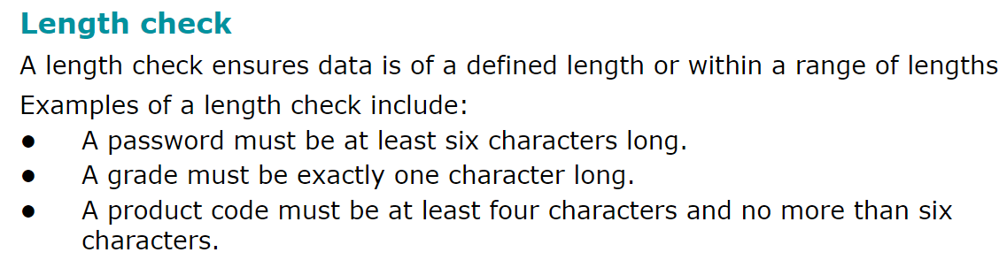 Length check
A length check ensures data is of a defined length or within a range of lengths
Examples of a length check include:
● A password must be at least six characters long.
● A grade must be exactly one character long.
● A product code must be at least four characters and no more than six
characters.